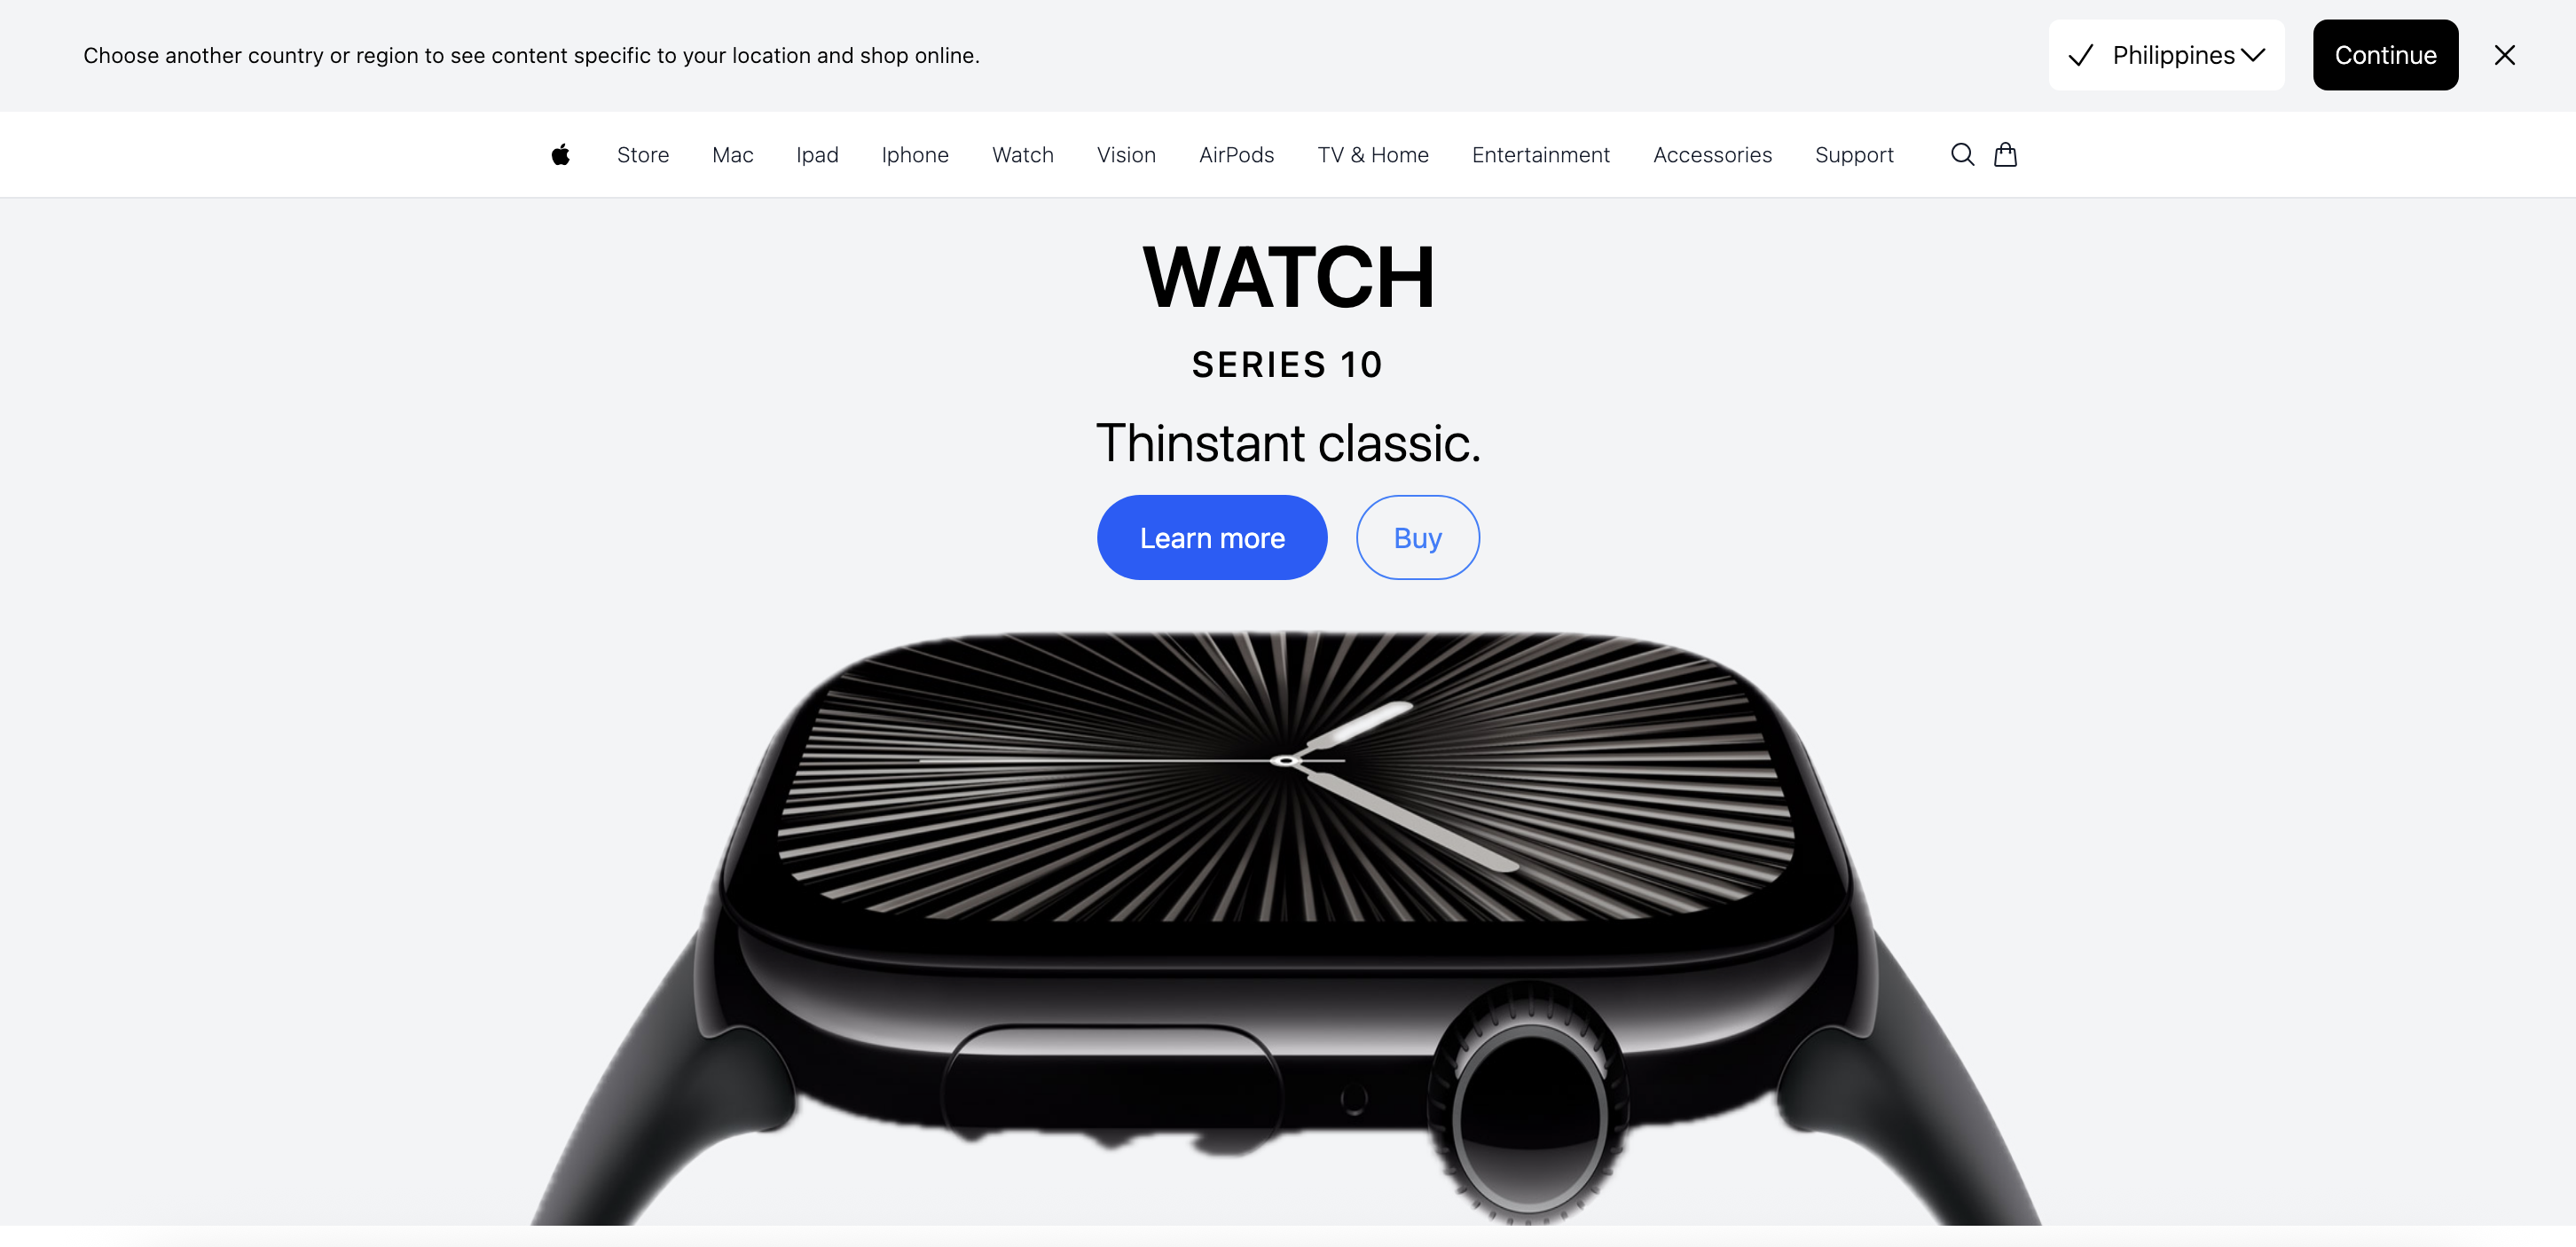 Choose another country or region to see content specific to your location and shop online.
Philippines
Continue
Store Mac Ipad Iphone Watch Vision AirPods TV & Home Entertainment Accessories Support
WATCH
SERIES 10
Thinstant classic.
Learn more Buy